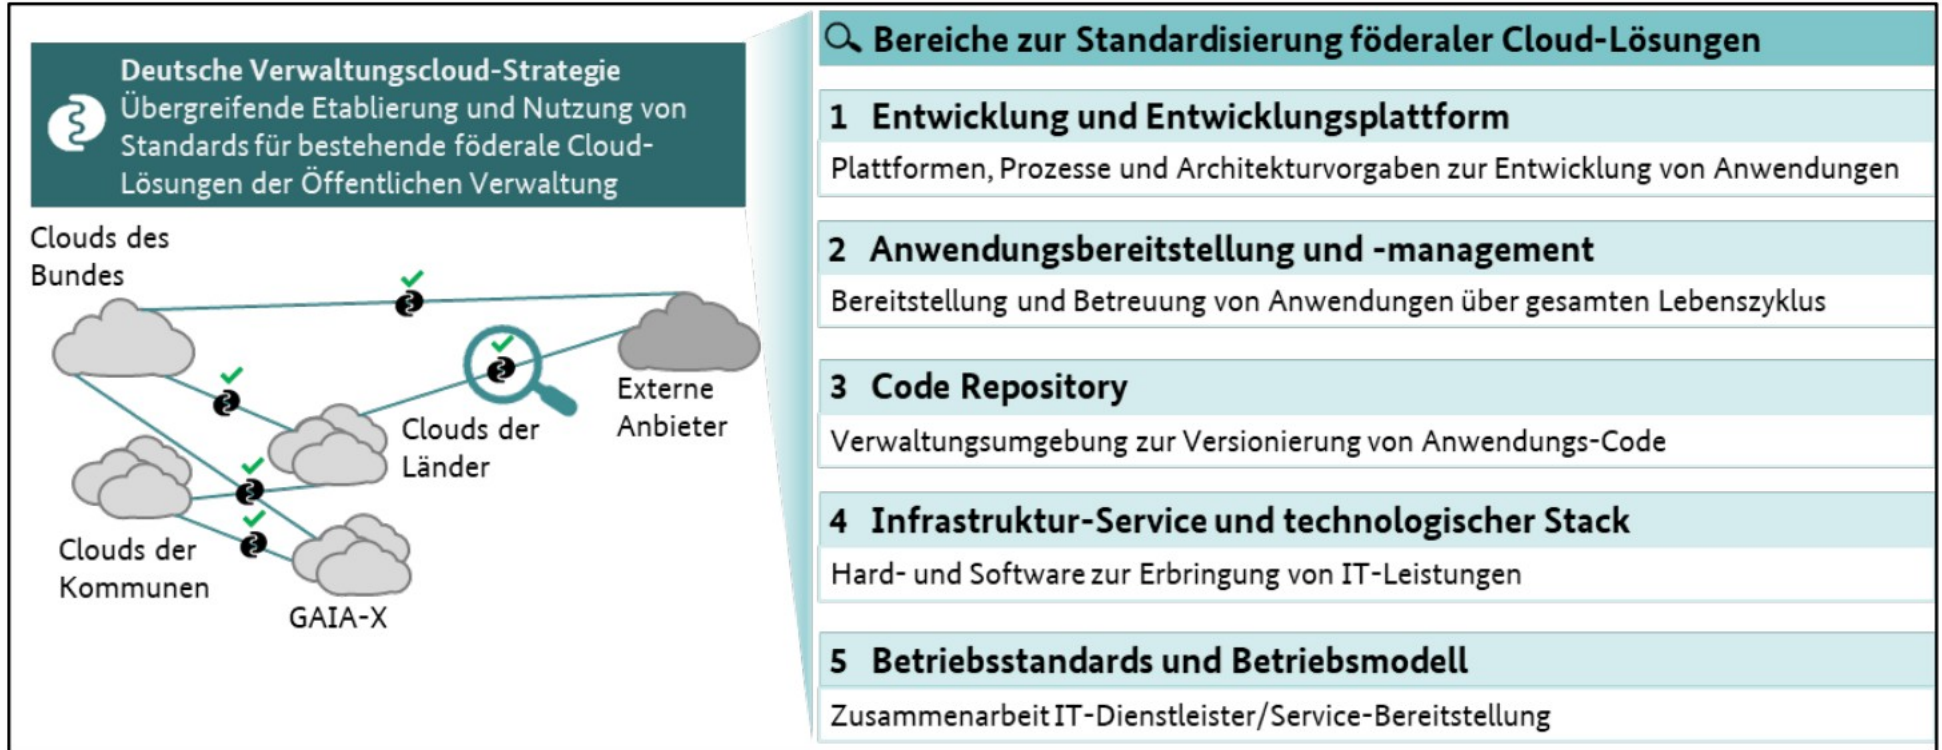 Deutsche Verwaltungscloud-Strategie
Übergreifende Etablierung und Nutzung von
Standards für bestehende föderale Cloud-
Lösungen der Öffentlichen Verwaltung
Clouds des
Bundes
Externe
Anbieter
Clouds der
Länder
Clouds der
Kommunen
GAIA-X
Bereiche zur Standardisierung föderaler Cloud-Lösungen
1 Entwicklung und Entwicklungsplattform
Plattformen, Prozesse und Architekturvorgaben zur Entwicklung von Anwendungen
2 Anwendungsbereitstellung und -management
Bereitstellung und Betreuung von Anwendungen über gesamten Lebenszyklus
3 Code Repository
Verwaltungsumgebung zur Versionierung von Anwendungs-Code
4 Infrastruktur-Service und technologischer Stack
Hard- und Software zur Erbringung von IT-Leistungen
5 Betriebsstandards und Betriebsmodell
Zusammenarbeit IT-Dienstleister/Service-Bereitstellung